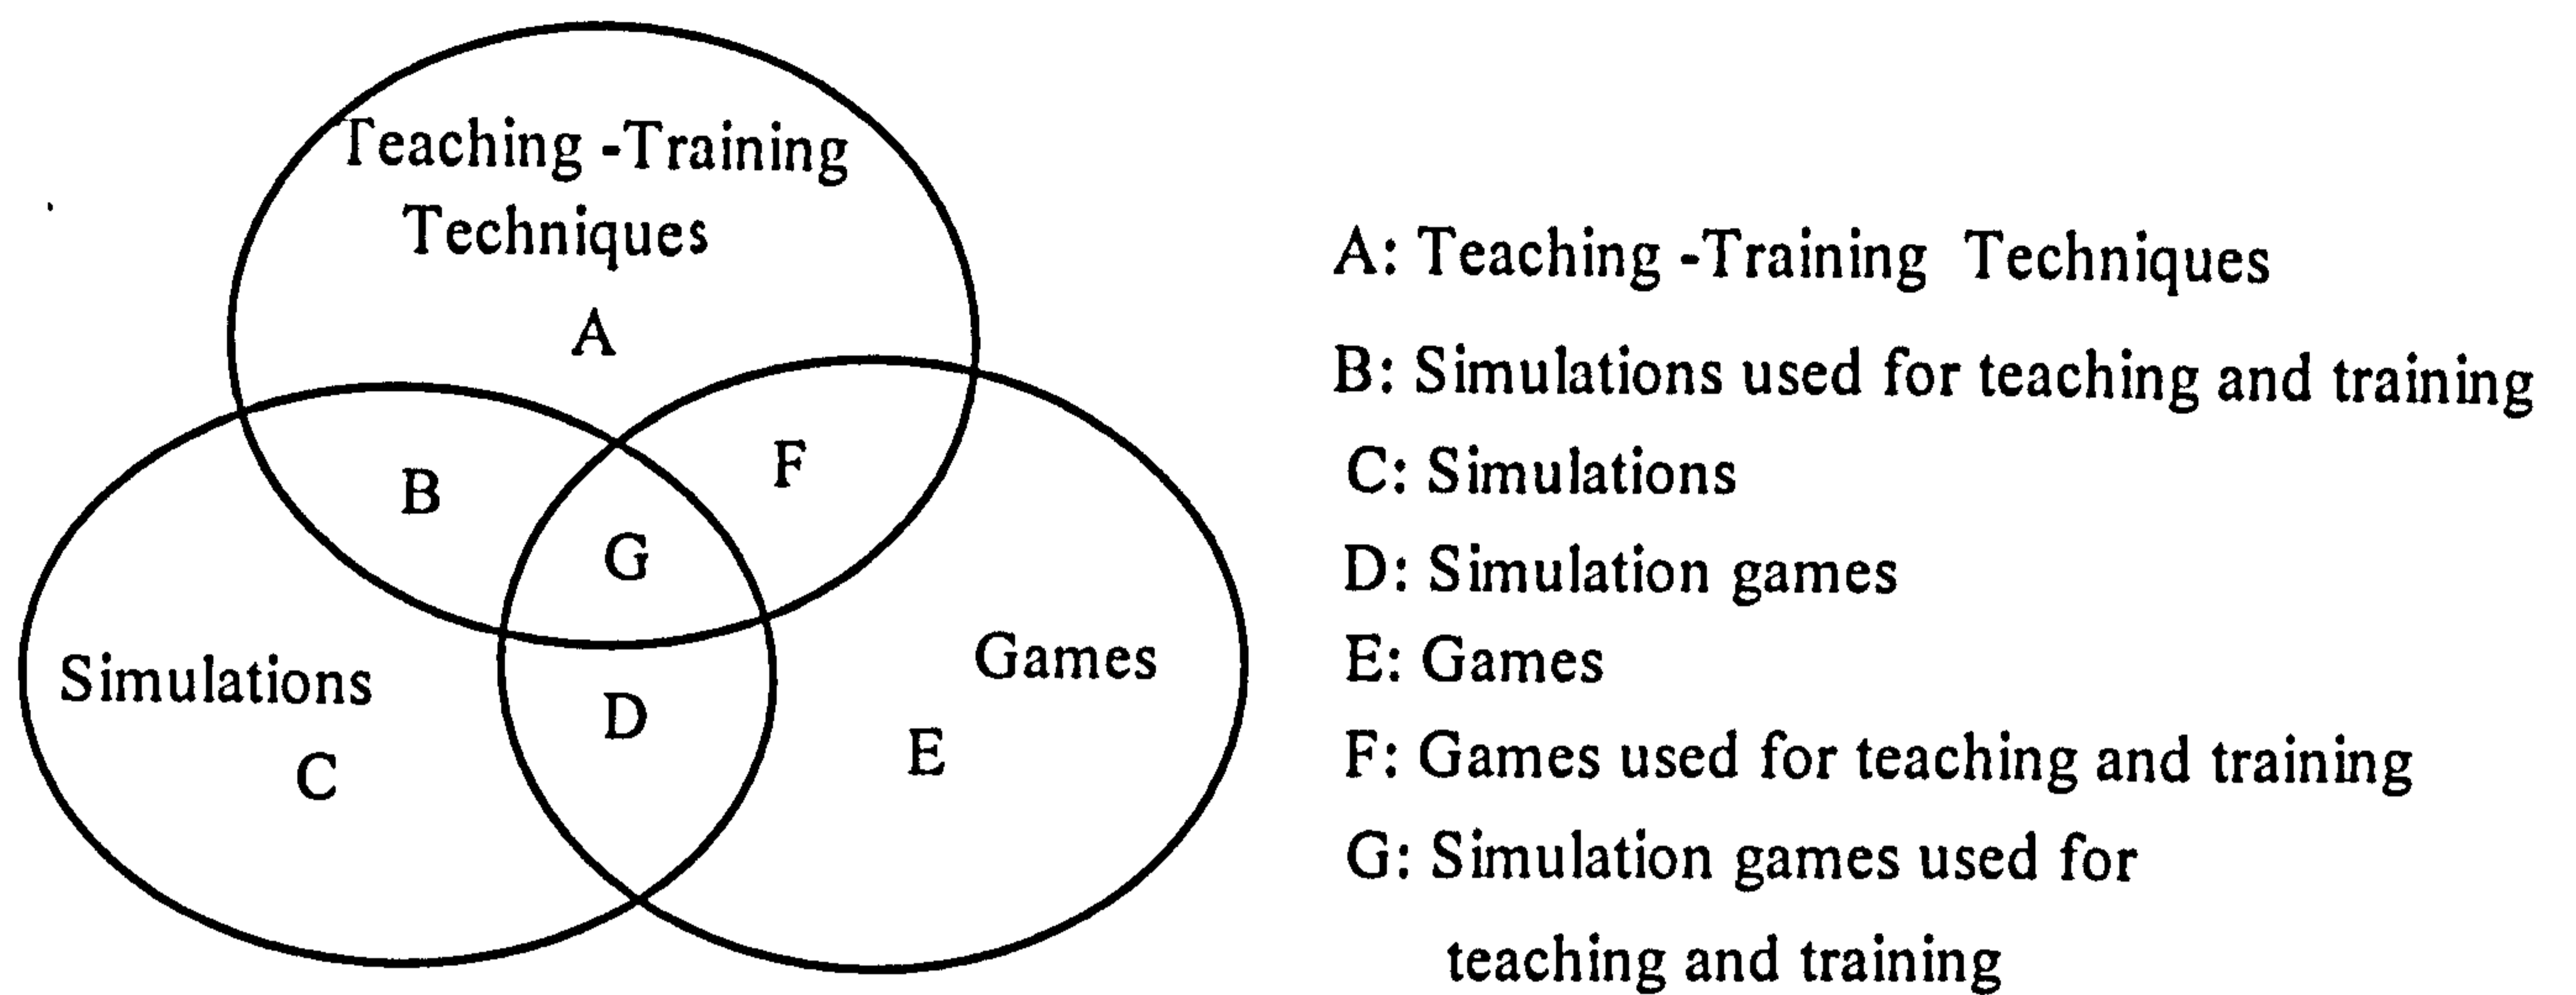 Teaching -Training
Techniques
A
B
F
G
Simulations
C
D
Games
E
A: Teaching -Training Techniques
B: Simulations used for teaching and training
C: Simulations
D: Simulation games
E: Games
F: Games used for teaching and training
G: Simulation games used for
teaching and training